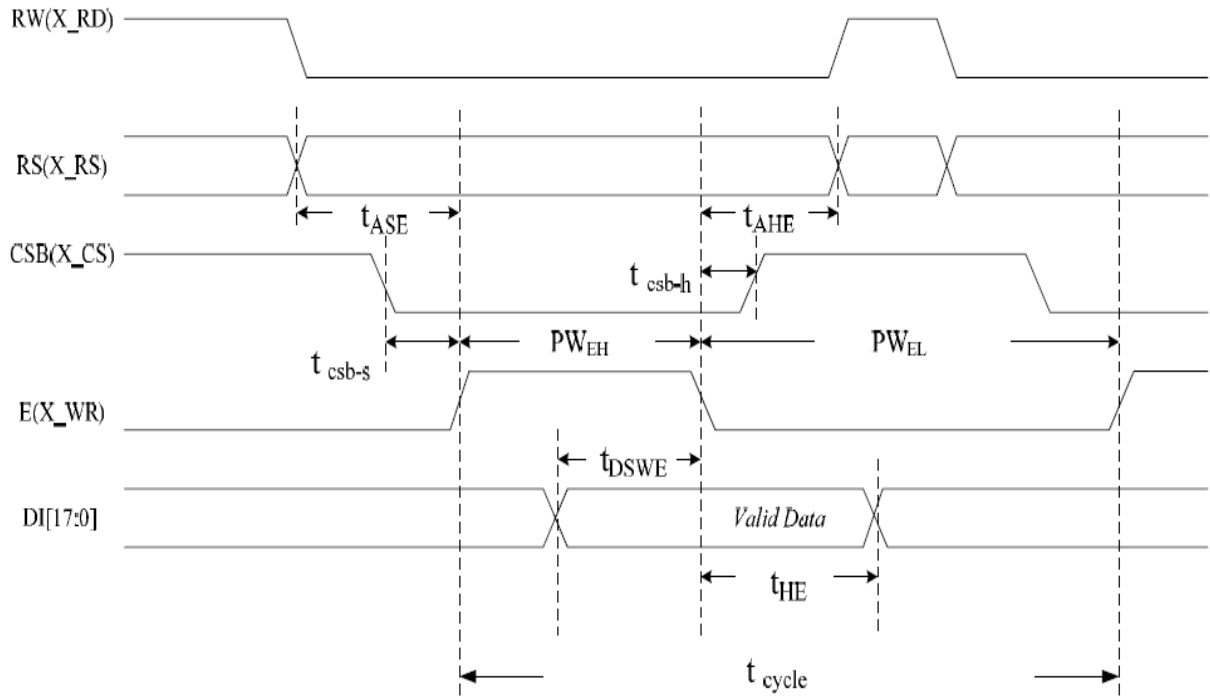 RW(X_RD)
RS(X_RS)
tASE
tAHE
CSB(X_CS)
t csb-h
t csb-s
PWEH
PWEL
E(X_WR)
tDSWE
DI[17:0]
Valid Data
tHE
t cycle